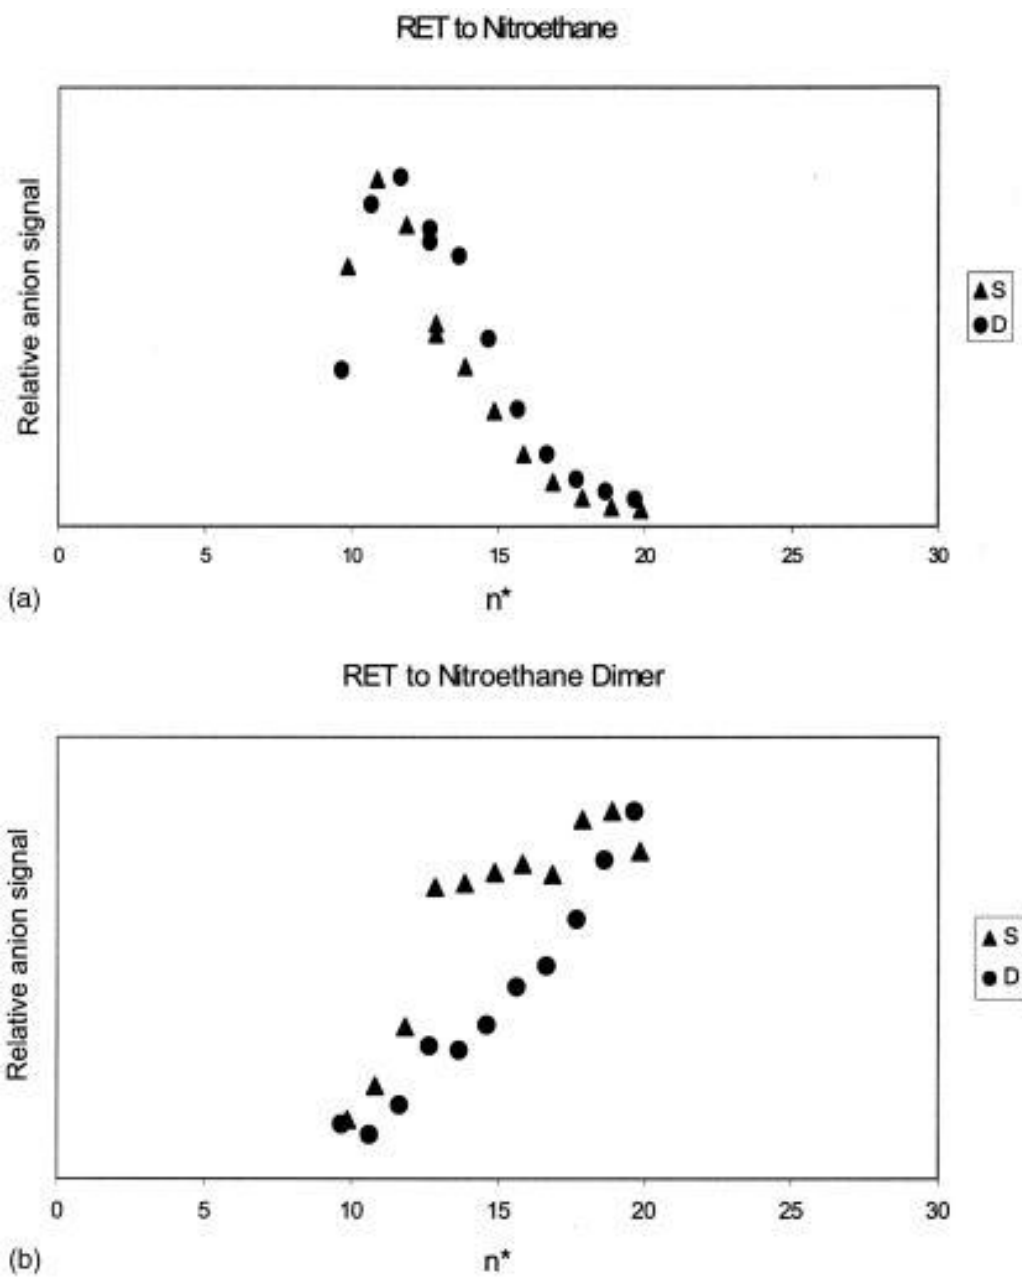 RET to Nitroethane
Relative anion signal
S
D
0 5 10 15 20 25 30
(a)
n*
RET to Nitroethane Dimer
Relative anion signal
S
D
0 5 10 15 20 25 30
(b)
n*